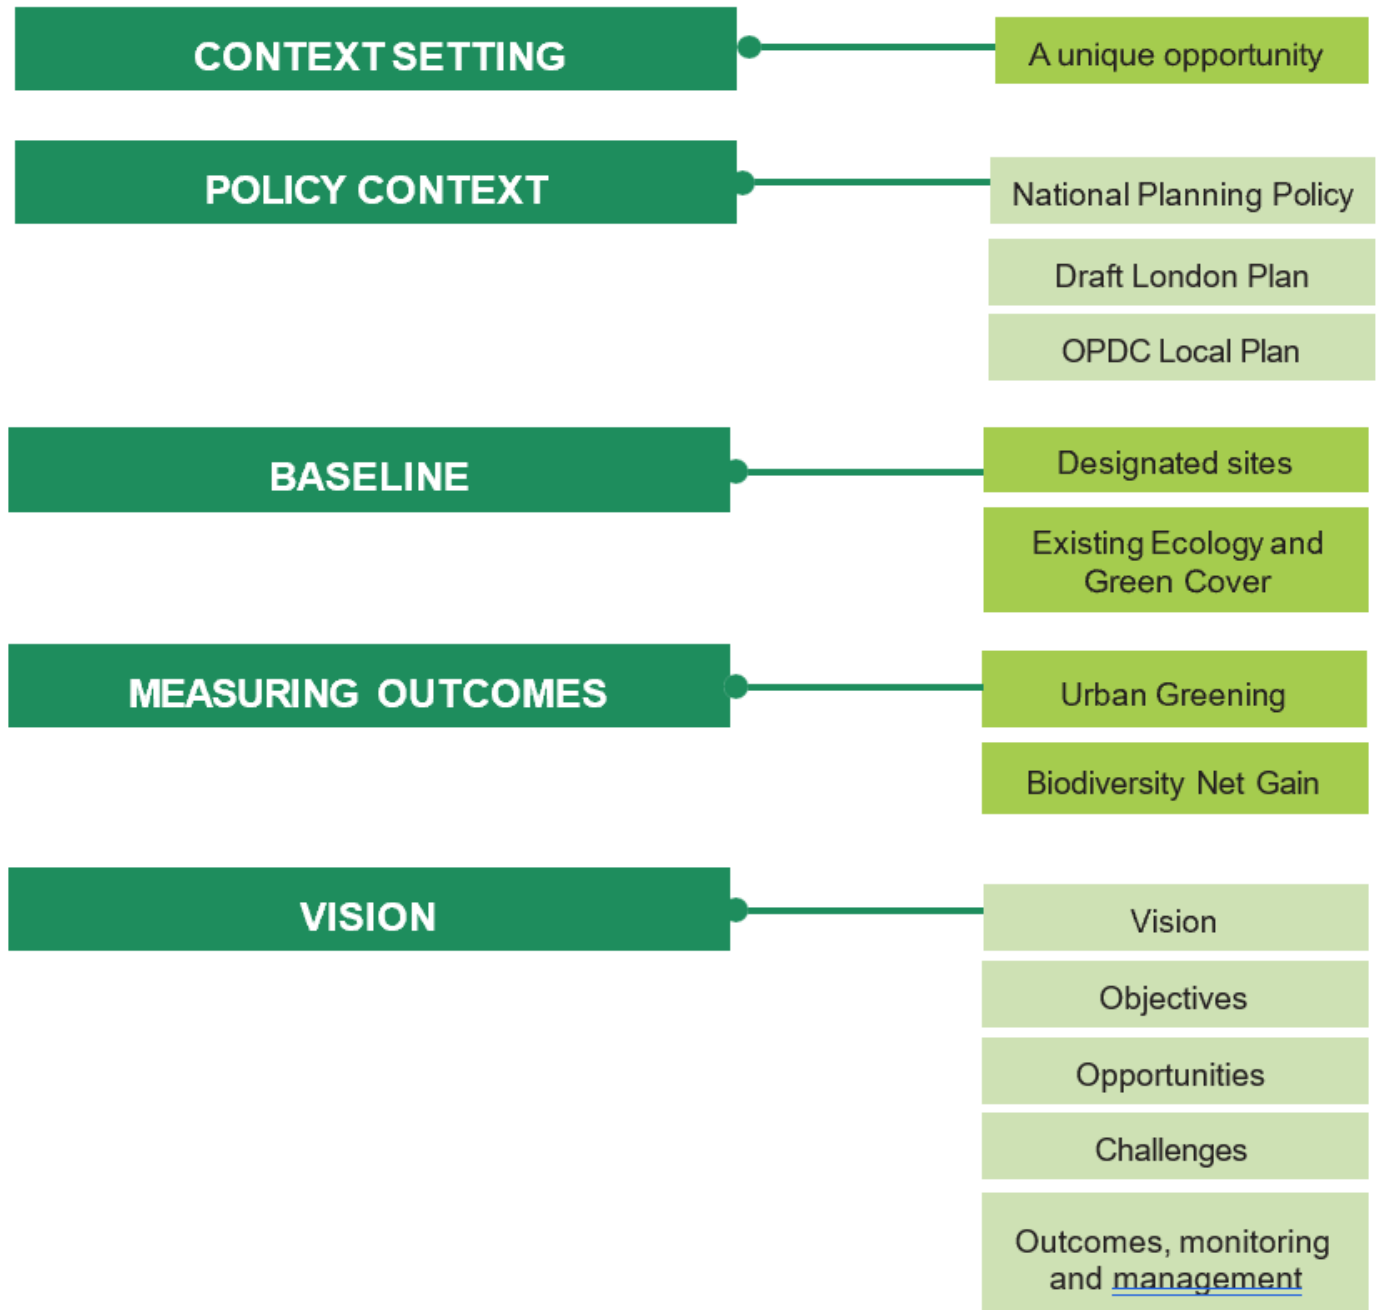 CONTEXT SETTING
A unique opportunity
POLICY CONTEXT
National Planning Policy
Draft London Plan
OPDC Local Plan
BASELINE
Designated sites
Existing Ecology and
Green Cover
MEASURING OUTCOMES
Urban Greening
Biodiversity Net Gain
VISION
Vision
Objectives
Opportunities
Challenges
Outcomes, monitoring
and management